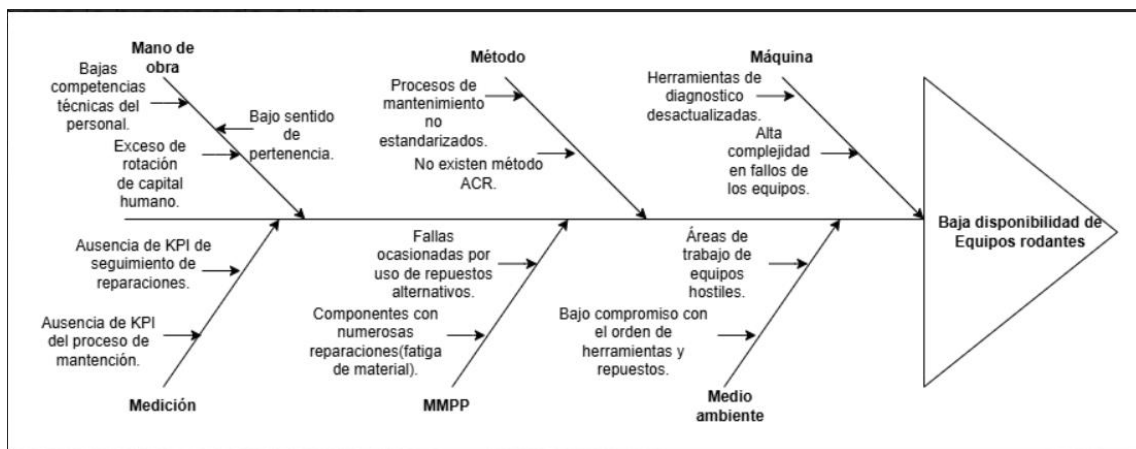 Mano de
obra
Bajas
competencias
técnicas del
personal.
Bajo sentido
de
pertenencia.
Exceso de
rotación
de capital
humano.
Método
Procesos de
mantenimiento
no
estandarizados.
No existen método
ACR.
Máquina
Herramientas de
diagnostico
desactualizadas.
Alta
complejidad
en fallos de
los equipos.
Baja disponibilidad de
Equipos rodantes
Ausencia de KPI de
seguimiento de
reparaciones.
Ausencia de KPI
del proceso de
mantención.
Medición
Fallas
ocasionadas por
uso de repuestos
alternativos.
Componentes con
numerosas
reparaciones(fatiga
de material).
MMPP
Áreas de
trabajo de
equipos
hostiles.
Bajo compromiso con
el orden de
herramientas y
repuestos.
Medio
ambiente